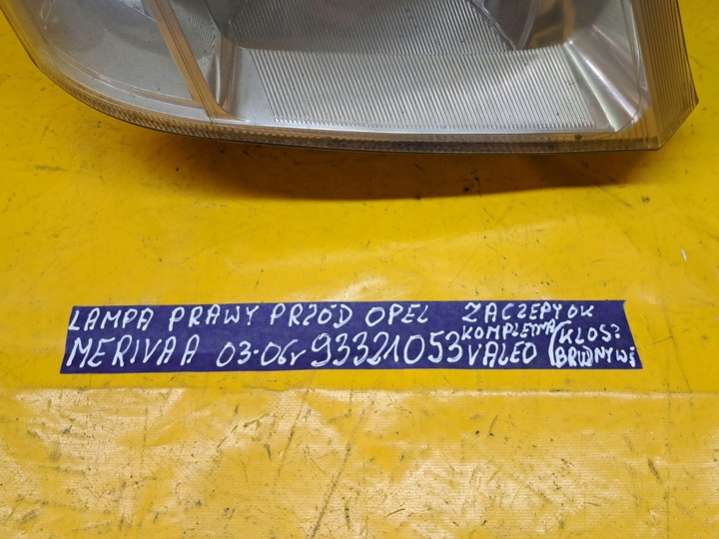 LAMPA PRAWY PRZÓD OPEL ZACZEPY OK
MERIVA A 03-06r 93321053 KOMPLETNA
VALEO (KLOSZ
BRUDNY W